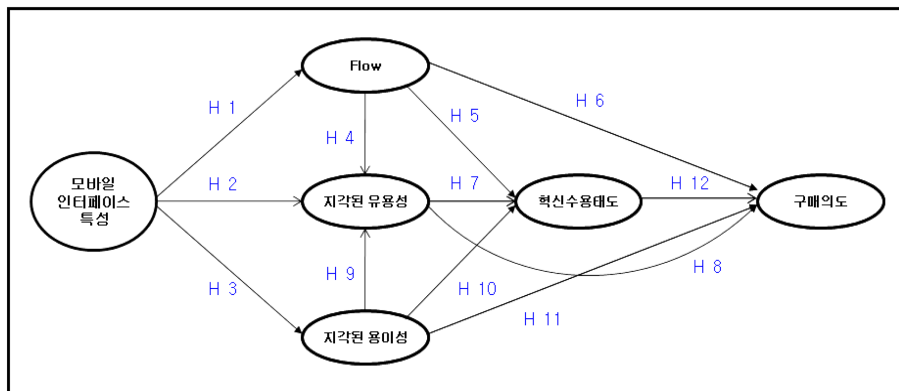 Flow
H 1
H 6
H 5
H 4
모바일
인터페이스
특성
H 2
지각된 유용성
H 7
혁신수용태도
H 12
구매의도
H 3
H 9
H 10
H 8
H 11
지각된 용이성